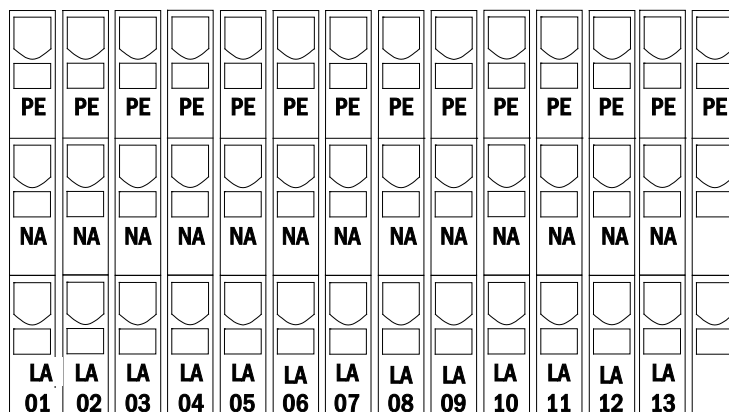 PE PE PE PE PE PE PE PE PE PE PE PE PE PE
NA NA NA NA NA NA NA NA NA NA NA NA NA
LA LA LA LA LA LA LA LA LA LA LA LA LA
01 02 03 04 05 06 07 08 09 10 11 12 13